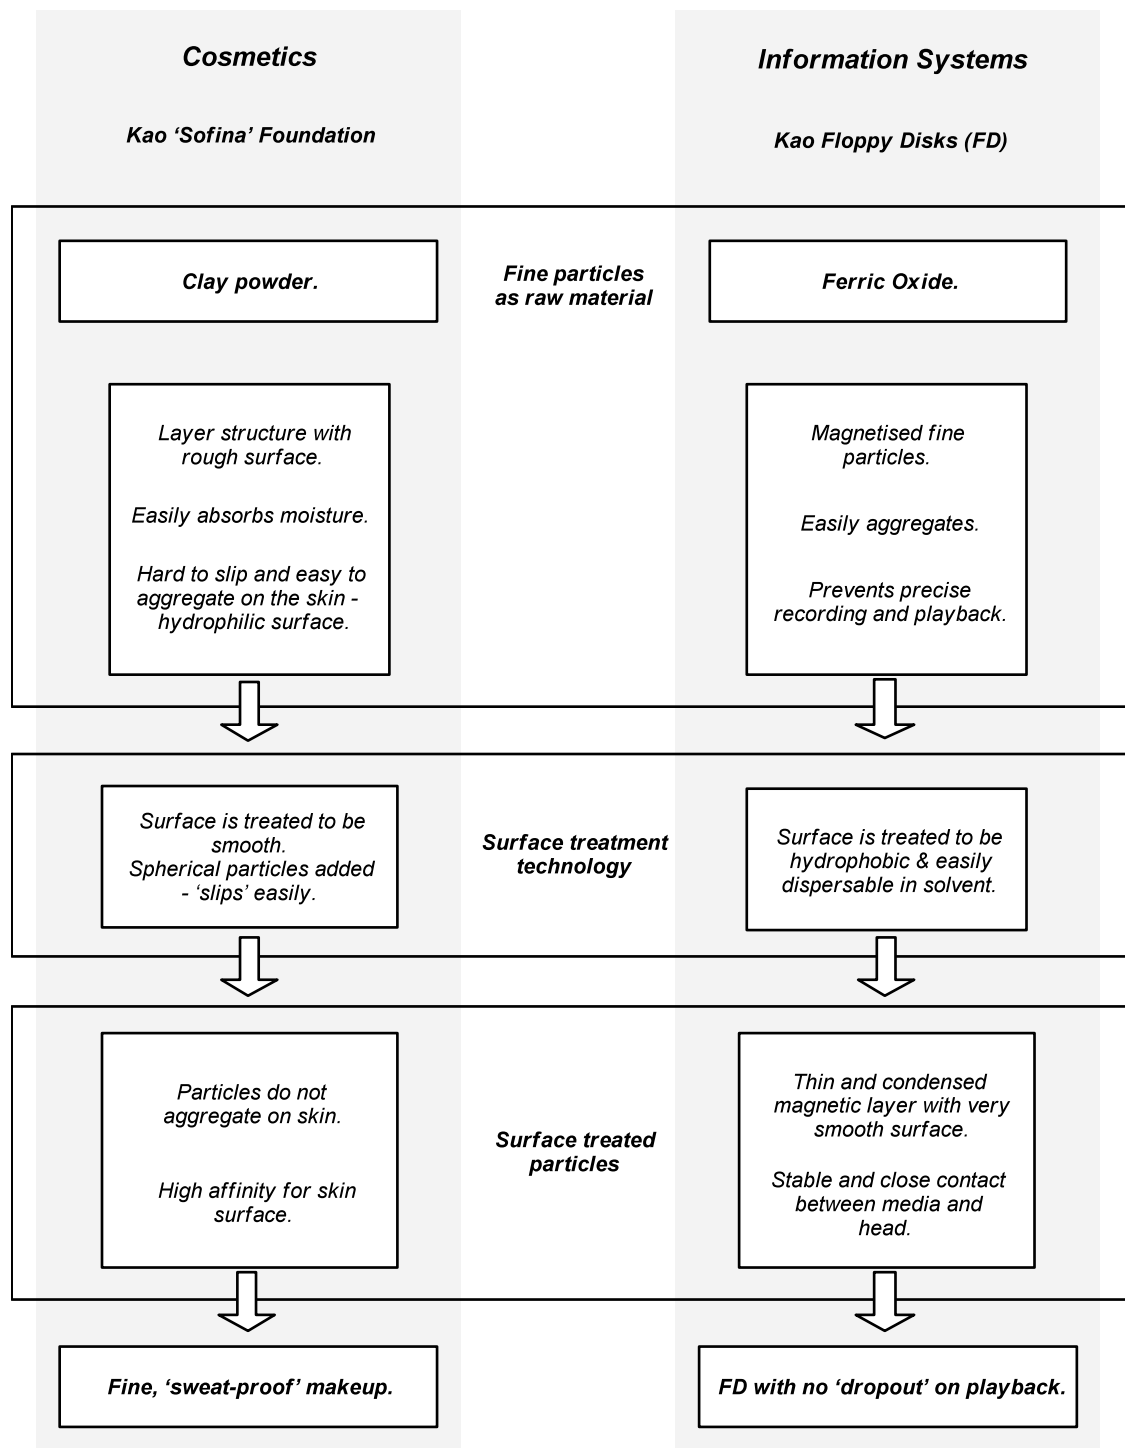 Cosmetics
Information Systems
Kao ‘Sofina’ Foundation
Kao Floppy Disks (FD)
Clay powder.
Fine particles
as raw material
Ferric Oxide.
Layer structure with
rough surface.
Easily absorbs moisture.
Hard to slip and easy to
aggregate on the skin -
hydrophilic surface.
Magnetised fine
particles.
Easily aggregates.
Prevents precise
recording and playback.
Surface is treated to be
smooth.
Spherical particles added
- ‘slips’ easily.
Surface treatment
technology
Surface is treated to be
hydrophobic & easily
dispersable in solvent.
Particles do not
aggregate on skin.
High affinity for skin
surface.
Surface treated
particles
Thin and condensed
magnetic layer with very
smooth surface.
Stable and close contact
between media and
head.
Fine, ‘sweat-proof’ makeup.
FD with no ‘dropout’ on playback.